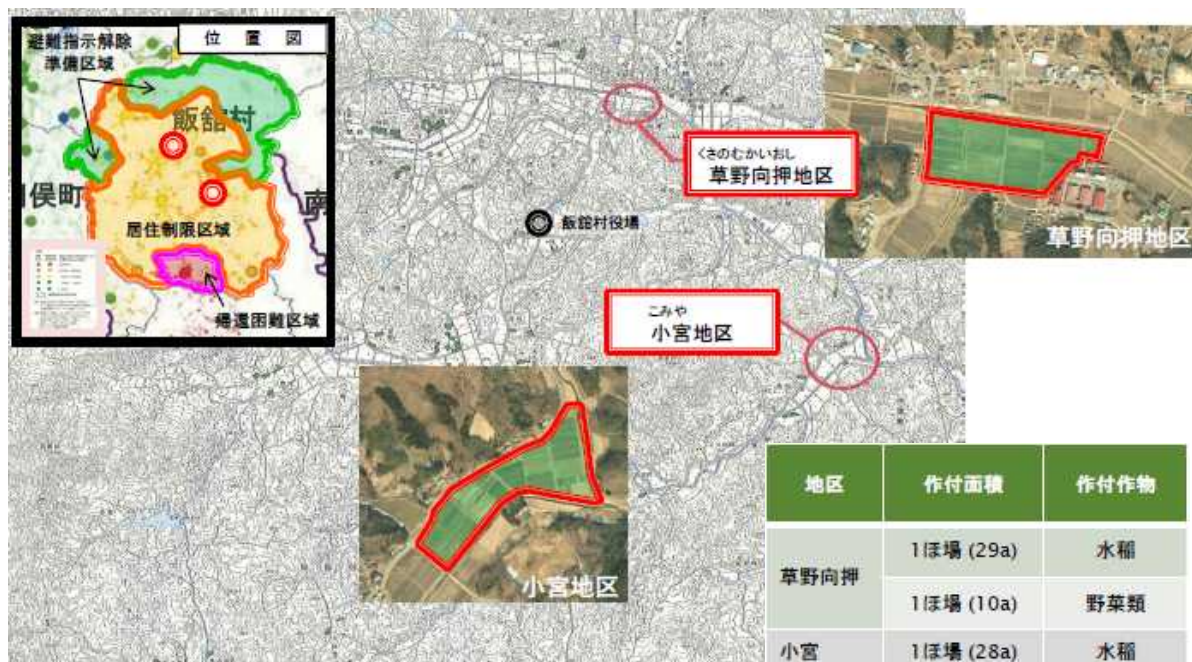 位置図
避難指示解除
準備区域
飯舘村
俣町
南
居住制限区域
帰還困難区域
くさのむかいおし
草野向押地区
飯舘村役場
草野向押地区
こみや
小宮地区
小宮地区
地区 作付面積 作付作物
草野向押 1ほ場 (29a) 水稲
1ほ場 (10a) 野菜類
小宮 1ほ場 (28a) 水稲